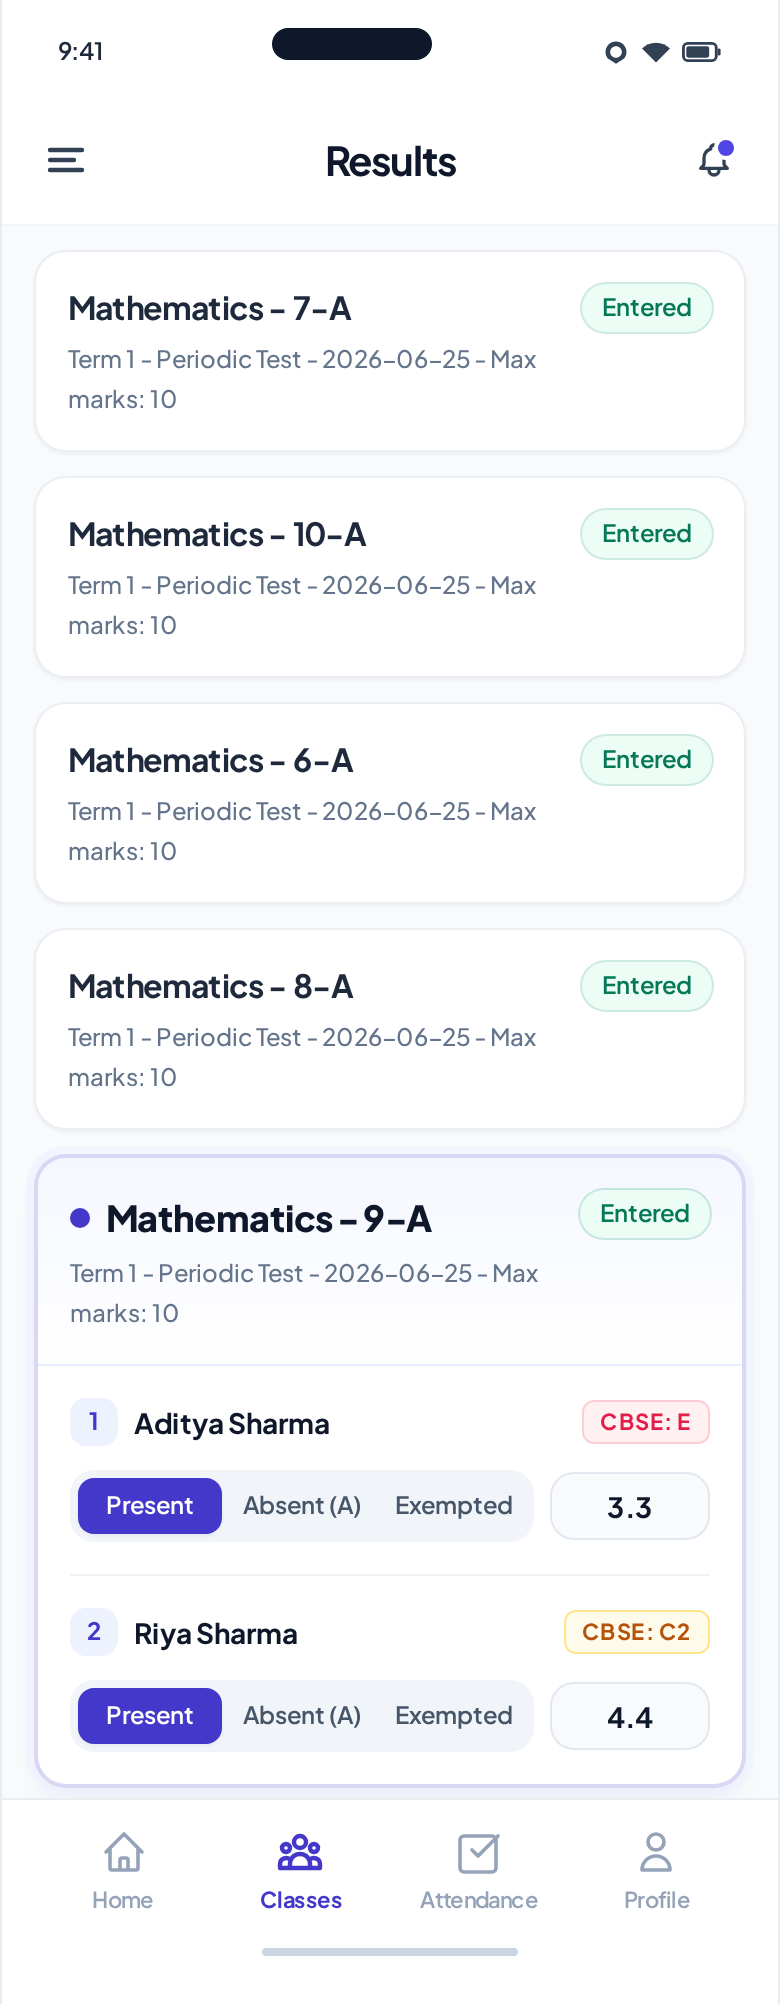 9:41
Results
Mathematics - 7-A
Entered
Term 1 - Periodic Test - 2026-06-25 - Max
marks: 10
Mathematics - 10-A
Entered
Term 1 - Periodic Test - 2026-06-25 - Max
marks: 10
Mathematics - 6-A
Entered
Term 1 - Periodic Test - 2026-06-25 - Max
marks: 10
Mathematics - 8-A
Entered
Term 1 - Periodic Test - 2026-06-25 - Max
marks: 10
Mathematics - 9-A
Entered
Term 1 - Periodic Test - 2026-06-25 - Max
marks: 10
1 Aditya Sharma CBSE: E
Present Absent (A) Exempted 3.3
2 Riya Sharma CBSE: C2
Present Absent (A) Exempted 4.4
Home Classes Attendance Profile